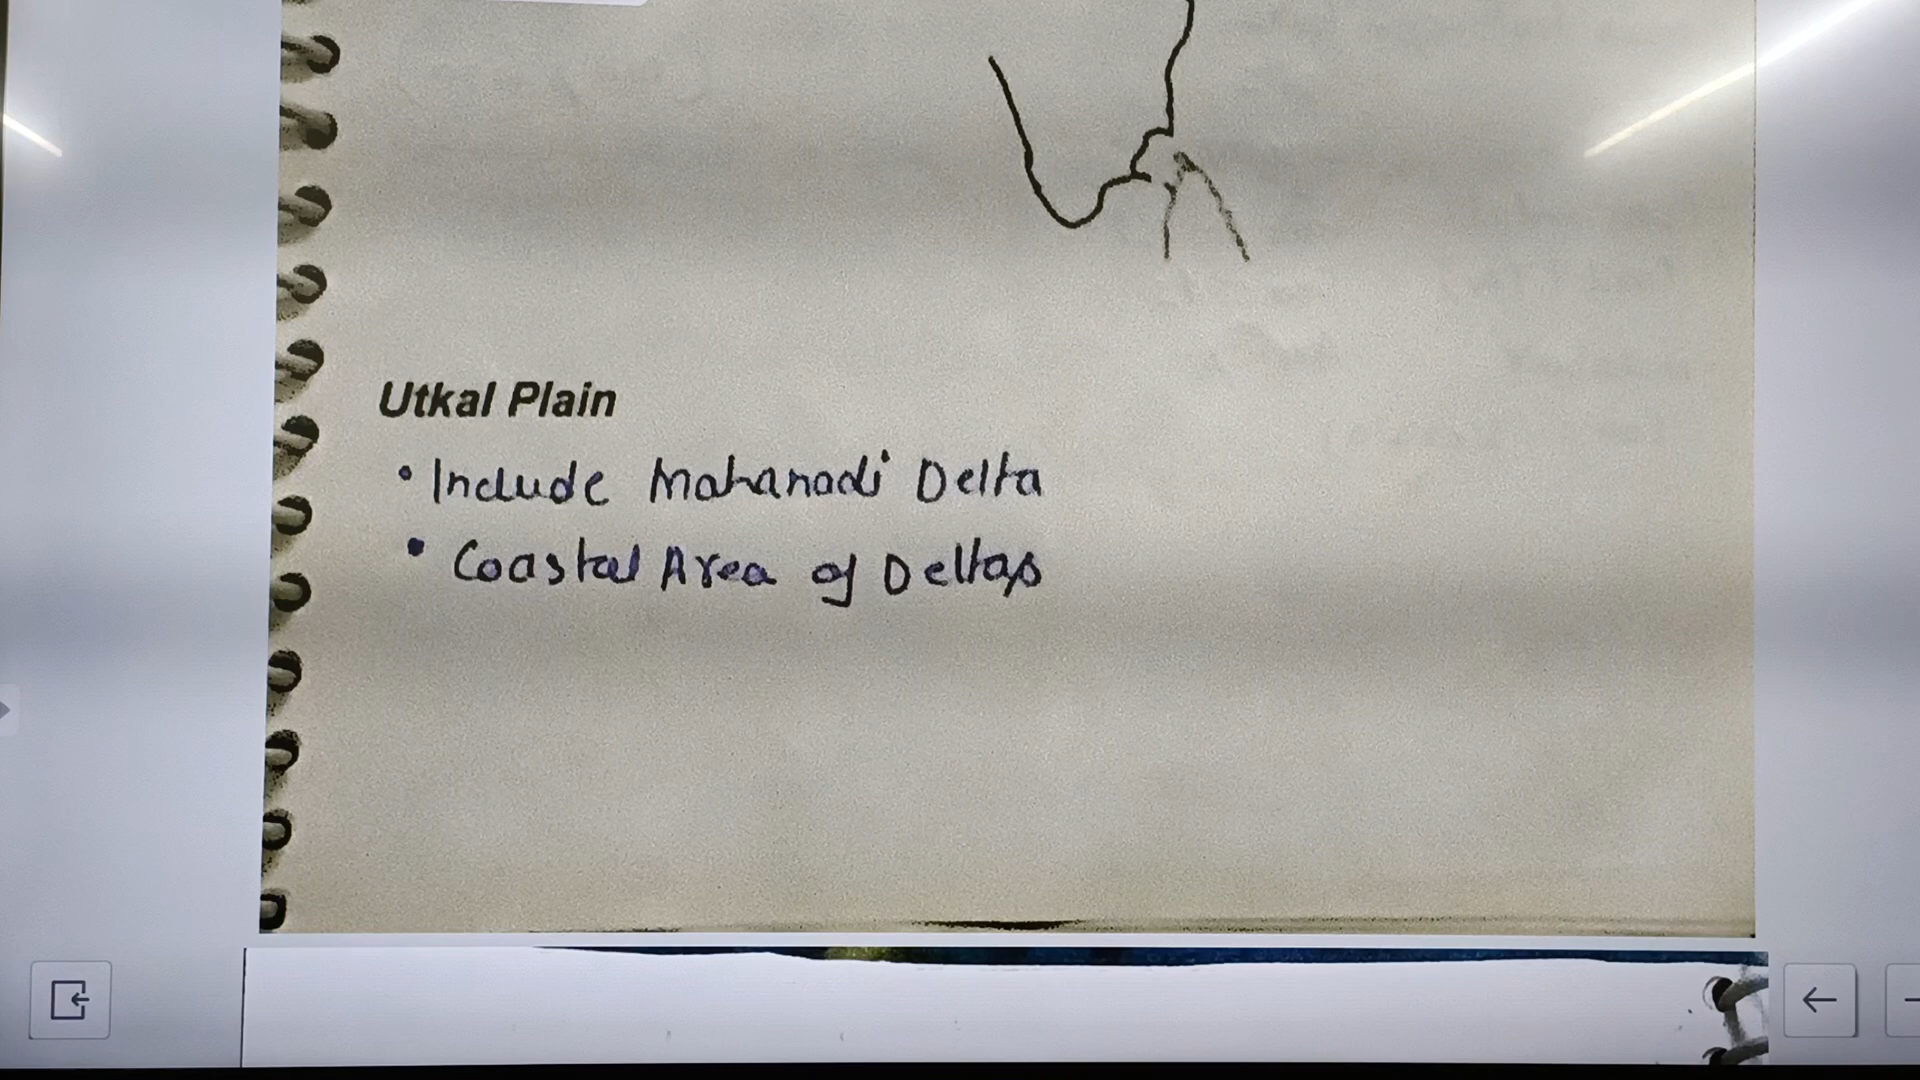 Utkal Plain
• Include Mahanadi Delta
• Coastal Area of Deltas